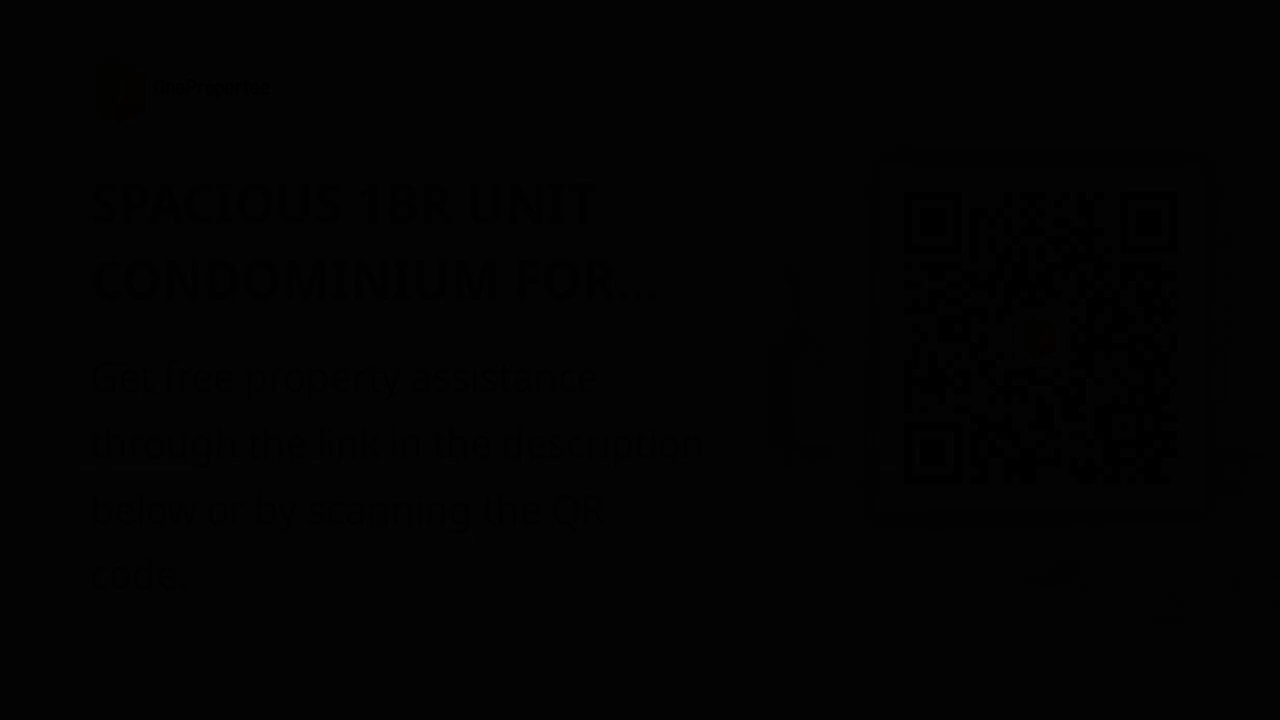 OnePropertee
SPACIOUS 1BR UNIT
CONDOMINIUM FOR...
Get free property assistance
through the link in the description
below or by scanning the QR
code.